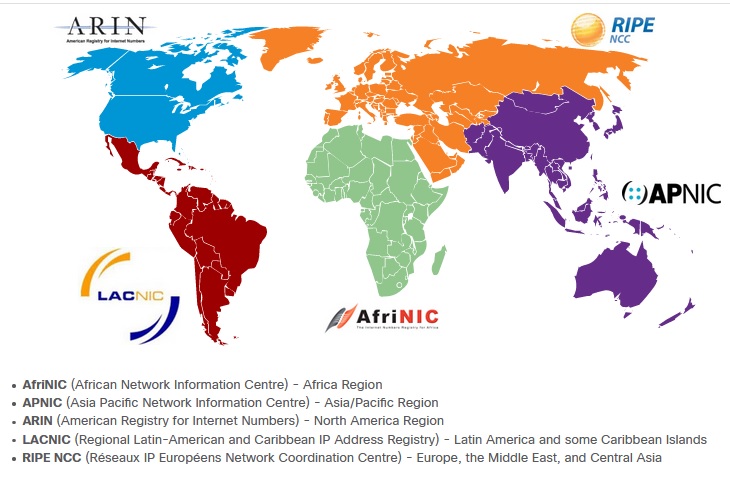 ARIN
American Registry for Internet Numbers
RIPE
NCC
APNIC
LACNIC
AfriNIC
The Internet Numbers Registry for Africa
• AfriNIC (African Network Information Centre) - Africa Region
• APNIC (Asia Pacific Network Information Centre) - Asia/Pacific Region
• ARIN (American Registry for Internet Numbers) - North America Region
• LACNIC (Regional Latin-American and Caribbean IP Address Registry) - Latin America and some Caribbean Islands
• RIPE NCC (Réseaux IP Européens Network Coordination Centre) - Europe, the Middle East, and Central Asia